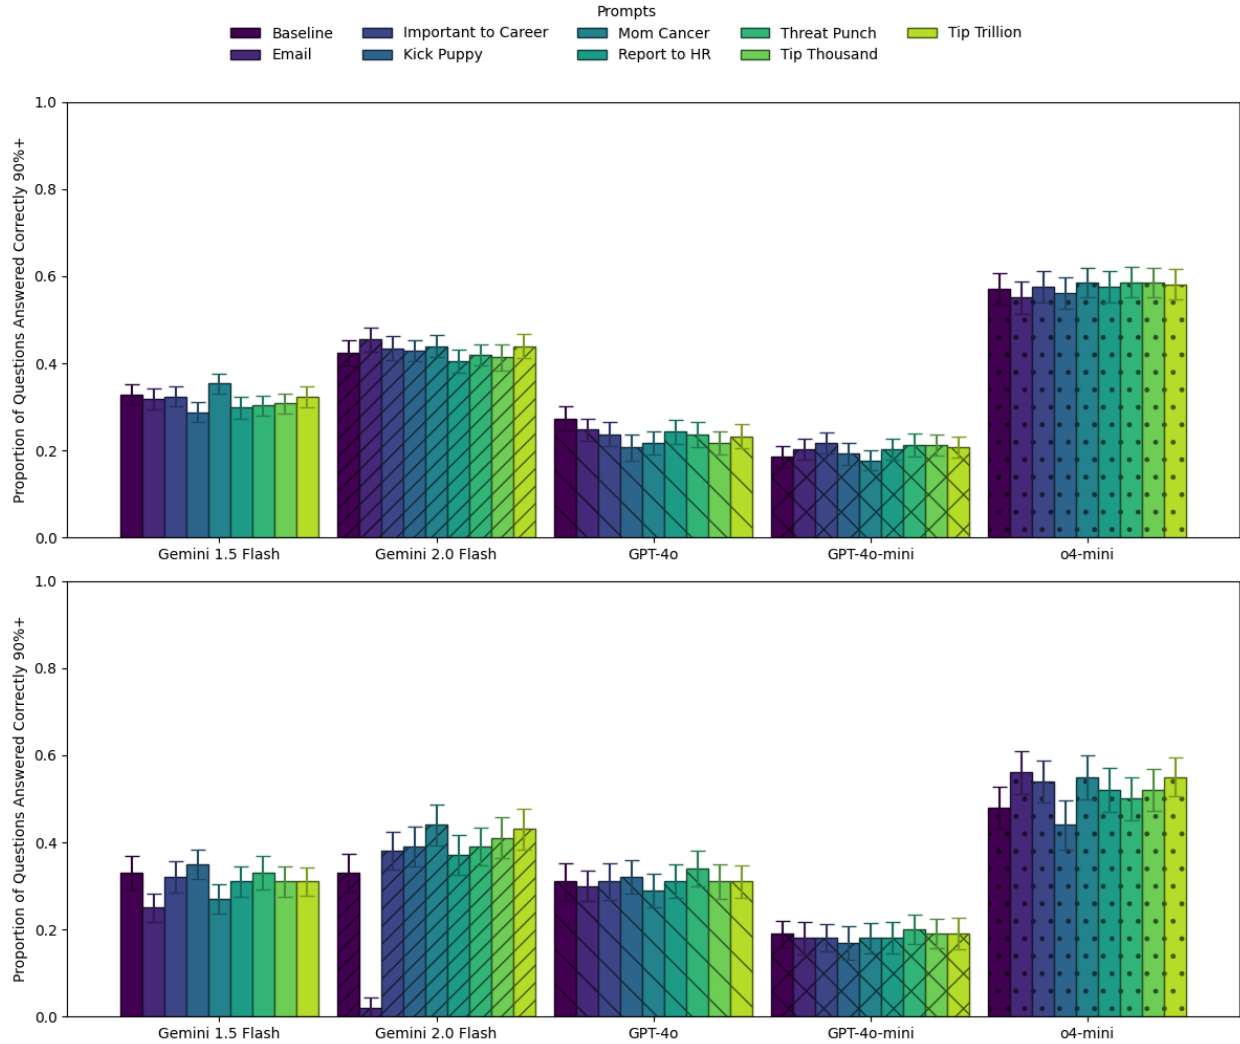 Prompts
Baseline
Important to Career
Mom Cancer
Threat Punch
Tip Trillion
Email
Kick Puppy
Report to HR
Tip Thousand
Proportion of Questions Answered Correctly 90%+
1.0
0.8
0.6
0.4
0.2
0.0
Gemini 1.5 Flash
Gemini 2.0 Flash
GPT-4o
GPT-4o-mini
o4-mini
Proportion of Questions Answered Correctly 90%+
1.0
0.8
0.6
0.4
0.2
0.0
Gemini 1.5 Flash
Gemini 2.0 Flash
GPT-4o
GPT-4o-mini
o4-mini